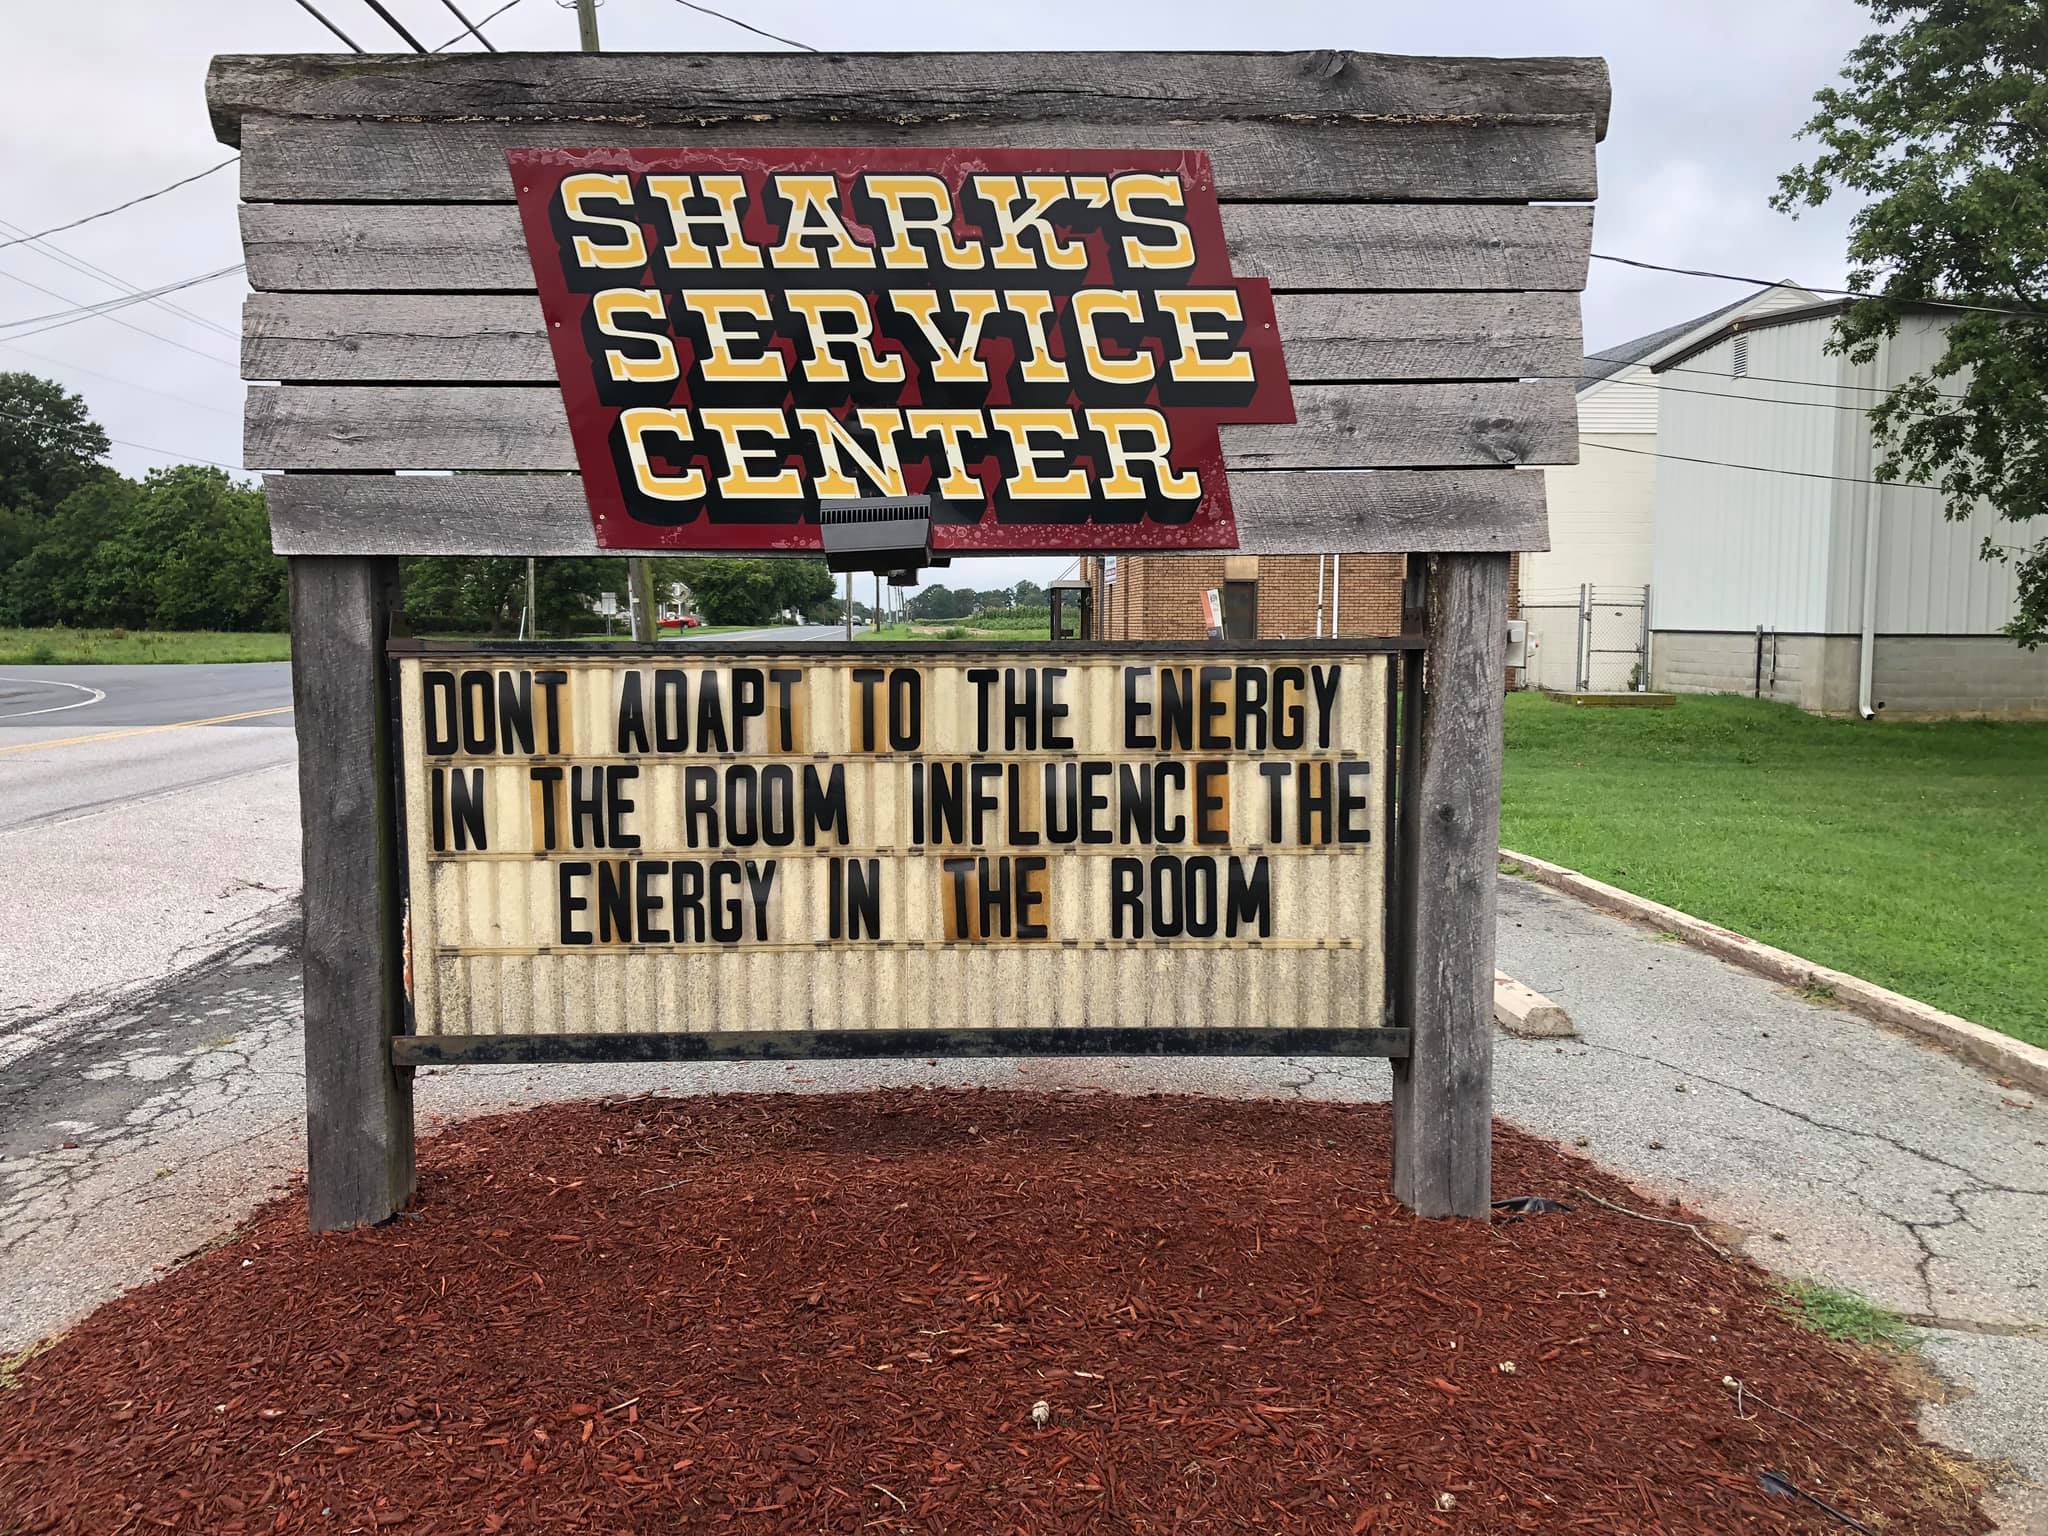 SHARK'S
SERVICE
CENTER
DONT ADAPT TO THE ENERGY
IN THE ROOM INFLUENCE THE
ENERGY IN THE ROOM